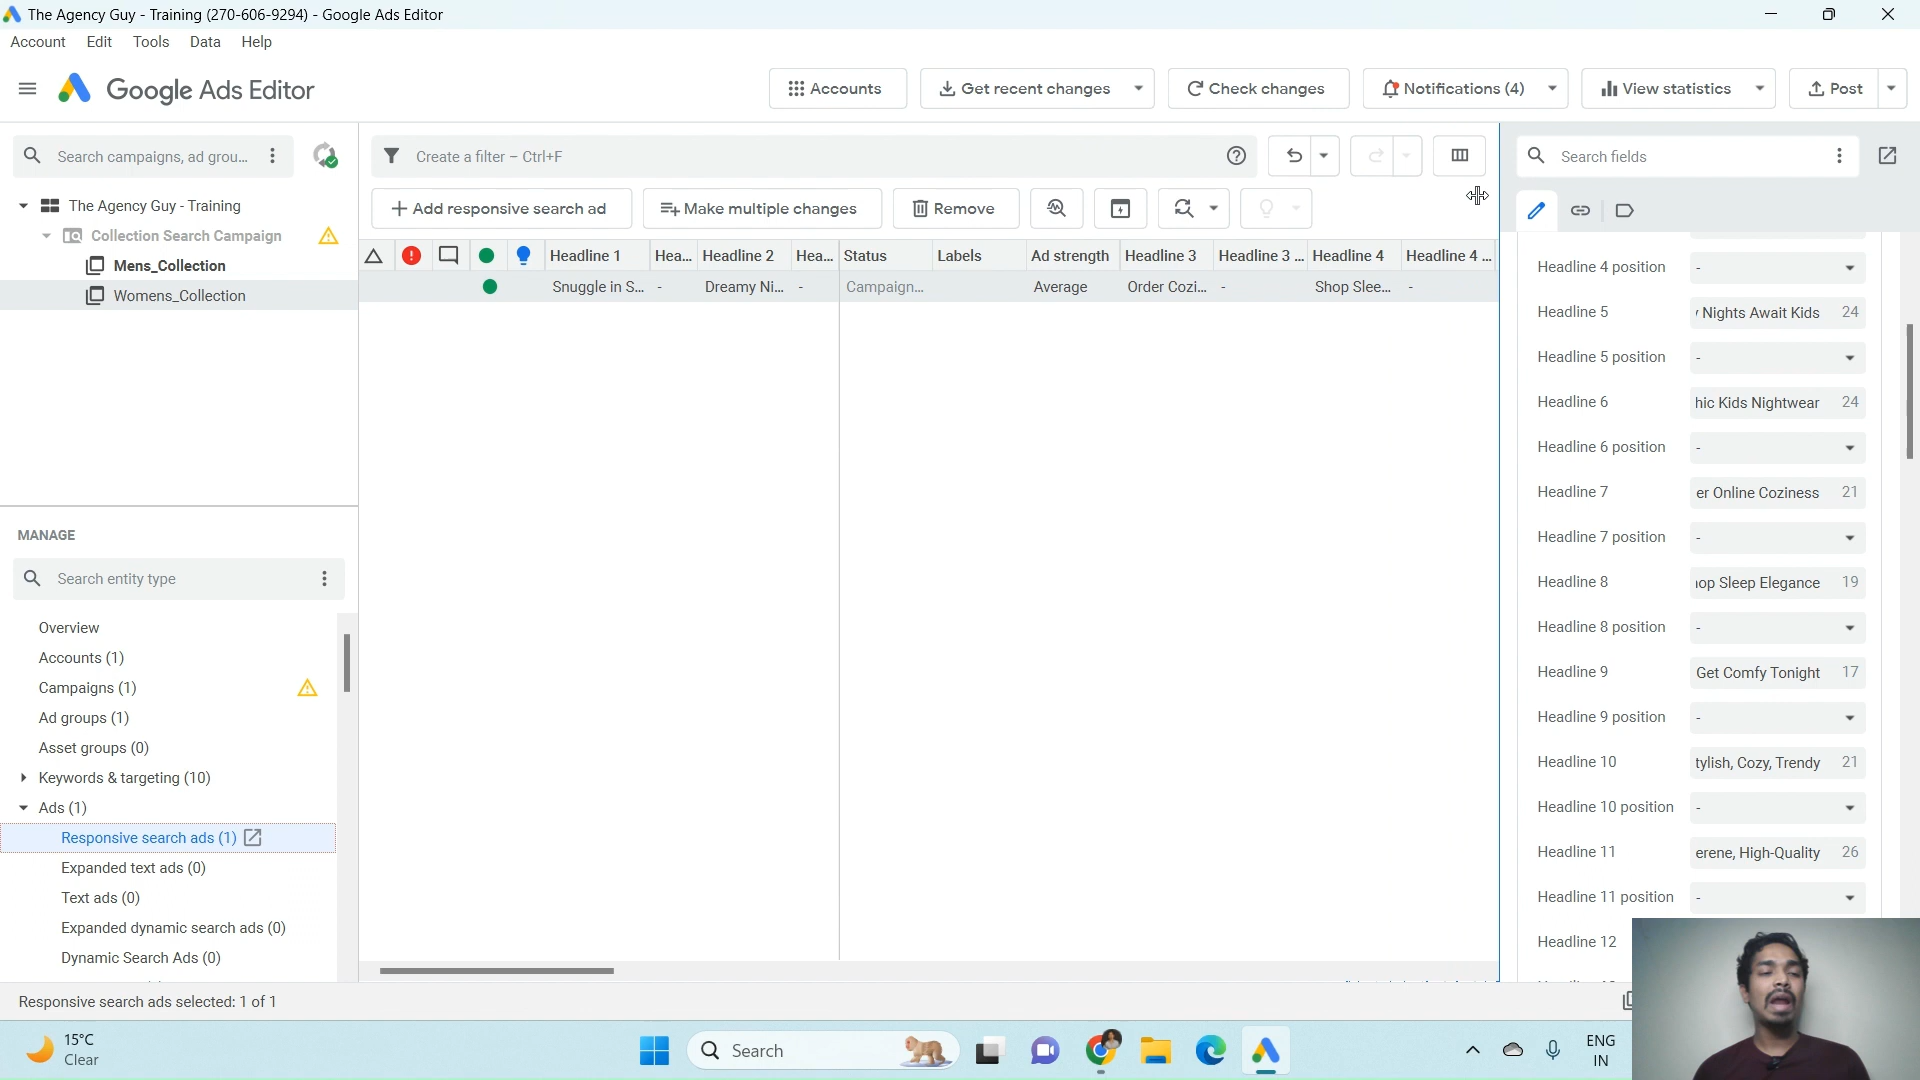 The Agency Guy - Training (270-606-9294) - Google Ads Editor
Account Edit Tools Data Help
Google Ads Editor
Accounts
Get recent changes
Check changes
Notifications (4)
View statistics
Post
Search campaigns, ad grou...
Create a filter – Ctrl+F
Search fields
Add responsive search ad
Make multiple changes
Remove
The Agency Guy - Training
Collection Search Campaign
Mens_Collection
Womens_Collection
Headline 1 Hea... Headline 2 Hea... Status Labels Ad strength Headline 3 Headline 3 ... Headline 4 Headline 4 ...
Snuggle in S... - Dreamy Ni... - Campaign... Average Order Cozi... - Shop Slee... -
MANAGE
Search entity type
Overview
Accounts (1)
Campaigns (1)
Ad groups (1)
Asset groups (0)
Keywords & targeting (10)
Ads (1)
Responsive search ads (1)
Expanded text ads (0)
Text ads (0)
Expanded dynamic search ads (0)
Dynamic Search Ads (0)
Headline 4 position -
Headline 5 Nights Await Kids 24
Headline 5 position -
Headline 6 hic Kids Nightwear 24
Headline 6 position -
Headline 7 er Online Coziness 21
Headline 7 position -
Headline 8 op Sleep Elegance 19
Headline 8 position -
Headline 9 Get Comfy Tonight 17
Headline 9 position -
Headline 10 tylish, Cozy, Trendy 21
Headline 10 position -
Headline 11 erene, High-Quality 26
Headline 11 position -
Headline 12
Responsive search ads selected: 1 of 1
15°C
Clear
Search
ENG
IN